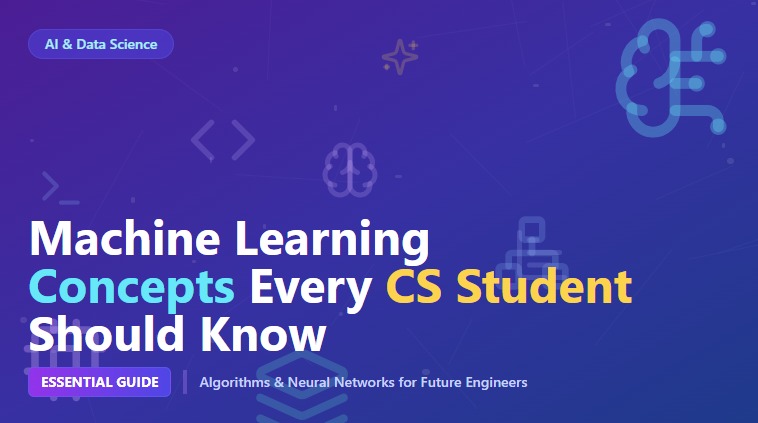 AI & Data Science
Machine Learning
Concepts Every CS Student
Should Know
ESSENTIAL GUIDE
Algorithms & Neural Networks for Future Engineers